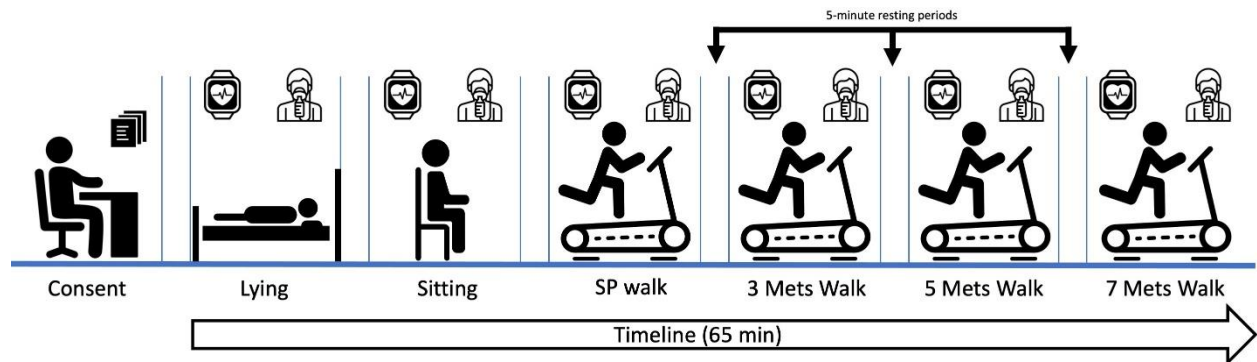 5-minute resting periods
Consent
Lying
Sitting
SP walk
3 Mets Walk
5 Mets Walk
7 Mets Walk
Timeline (65 min)